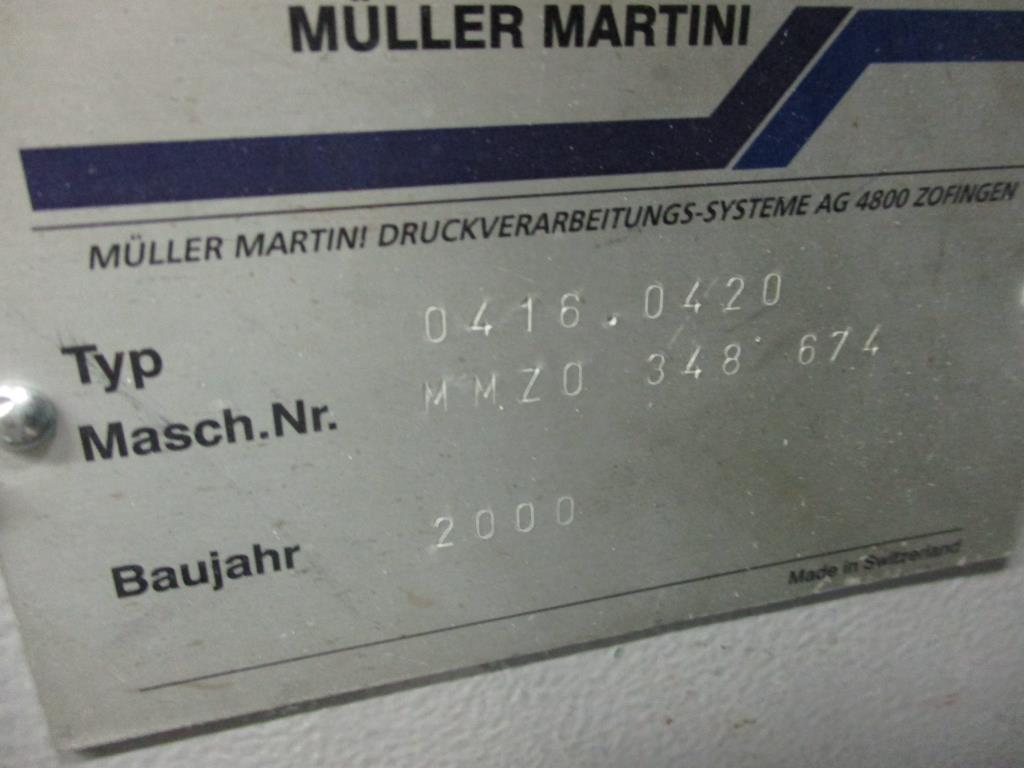 MÜLLER MARTINI
MÜLLER MARTINI DRUCKVERARBEITUNGS-SYSTEME AG 4800 ZOFINGEN
Typ 0416.0420
Masch.Nr. MMZO 348 674
Baujahr 2000
Made in Switzerland